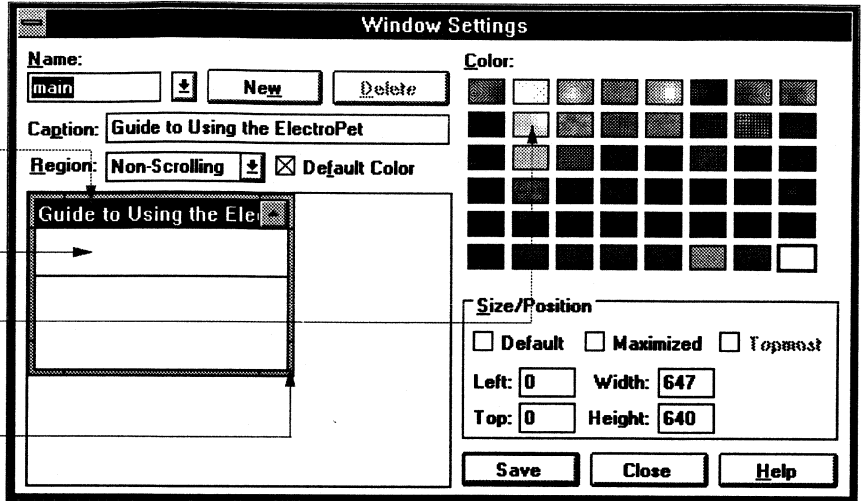 Window Settings
Name:
main
New
Delete
Caption: Guide to Using the ElectroPet
Region: Non-Scrolling
Default Color
Guide to Using the Ele
Color:
Size/Position
Default
Maximized
Topmost
Left: 0
Width: 647
Top: 0
Height: 640
Save
Close
Help